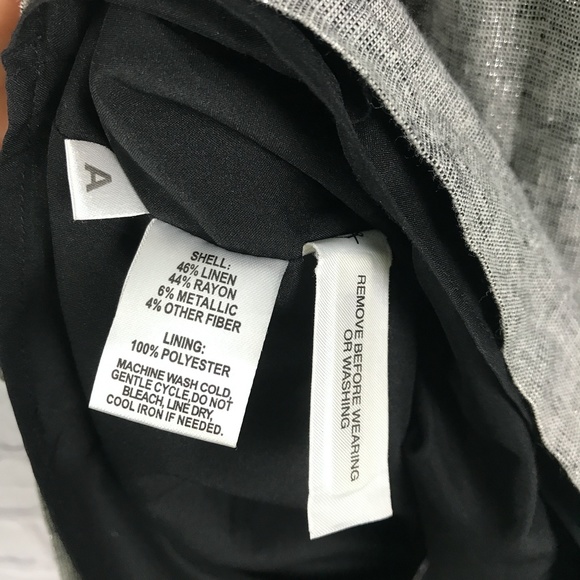 A
SHELL:
46% LINEN
44% RAYON
6% METALLIC
4% OTHER FIBER
LINING:
100% POLYESTER
MACHINE WASH COLD,
GENTLE CYCLE,DO NOT
BLEACH, LINE DRY,
COOL IRON IF NEEDED.
REMOVE BEFORE WEARING
OR WASHING